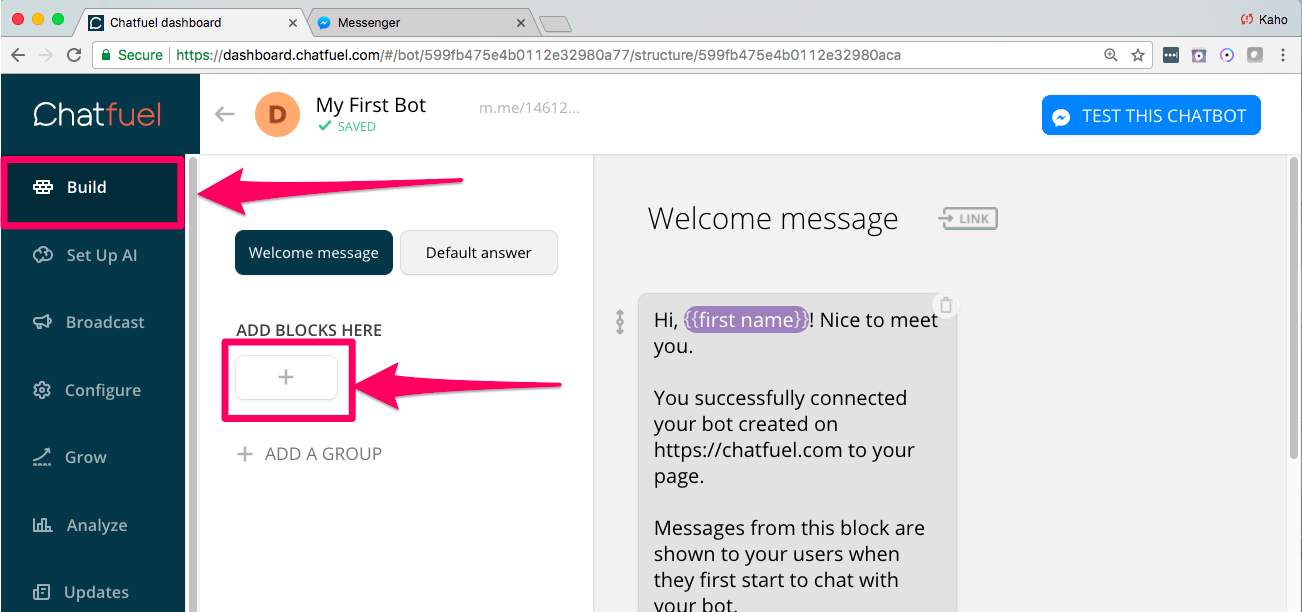 Chatfuel dashboard
Messenger
Kaho
Secure
https://dashboard.chatfuel.com/#/bot/599fb475e4b0112e32980a77/structure/599fb475e4b0112e32980aca
Chatfuel
D
My First Bot
SAVED
m.me/14612...
TEST THIS CHATBOT
Build
Set Up AI
Broadcast
Configure
Grow
Analyze
Updates
Welcome message
Default answer
ADD BLOCKS HERE
+
+ ADD A GROUP
Welcome message
LINK
Hi, {{first name}}! Nice to meet
you.
You successfully connected
your bot created on
https://chatfuel.com to your
page.
Messages from this block are
shown to your users when
they first start to chat with
your bot.